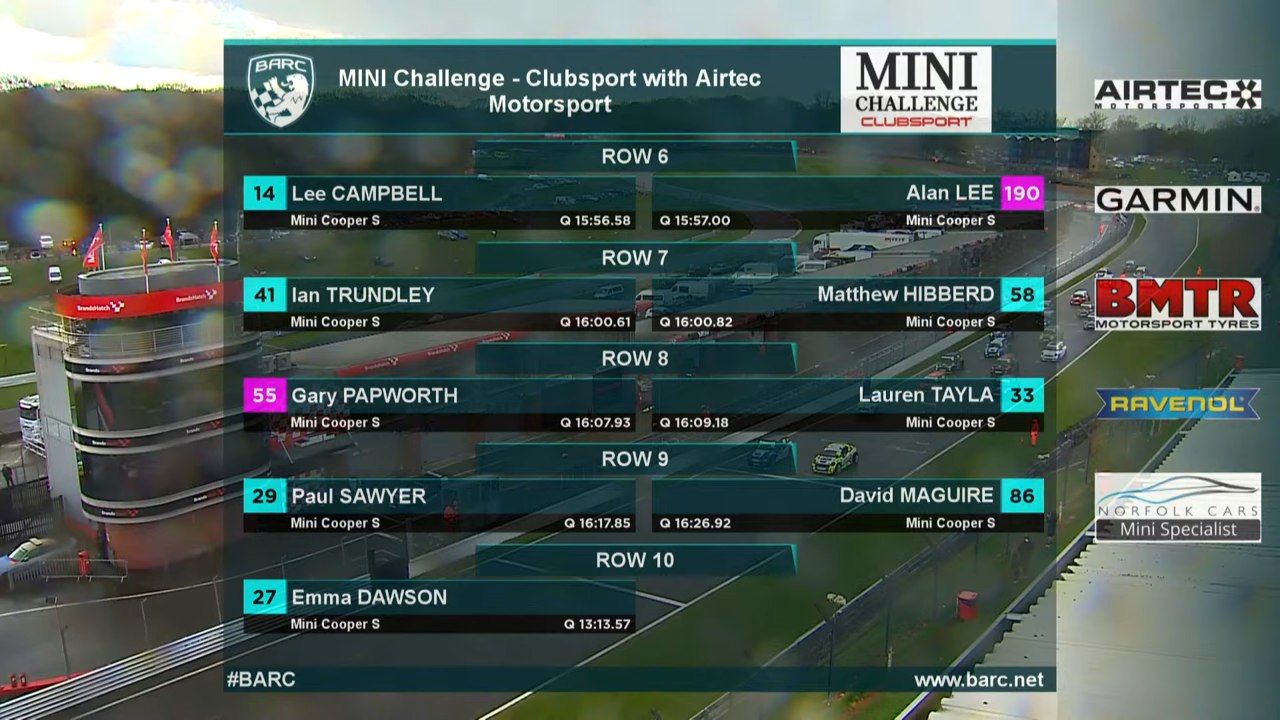 BARC
MINI Challenge - Clubsport with Airtec
Motorsport
MINI
CHALLENGE
CLUBSPORT
ROW 6
14 Lee CAMPBELL
Mini Cooper S Q 15:56.58
Alan LEE 190
Q 15:57.00 Mini Cooper S
ROW 7
41 Ian TRUNDLEY
Mini Cooper S Q 16:00.61
Matthew HIBBERD 58
Q 16:00.82 Mini Cooper S
ROW 8
55 Gary PAPWORTH
Mini Cooper S Q 16:07.93
Lauren TAYLA 33
Q 16:09.18 Mini Cooper S
ROW 9
29 Paul SAWYER
Mini Cooper S Q 16:17.85
David MAGUIRE 86
Q 16:26.92 Mini Cooper S
ROW 10
27 Emma DAWSON
Mini Cooper S Q 13:13.57
#BARC
www.barc.net
AIRTEC
MOTORSPORT
GARMIN
BMTR
MOTORSPORT TYRES
RAVENOL
NORFOLK CARS
Mini Specialist
BrandsHatch
BrandsHatch